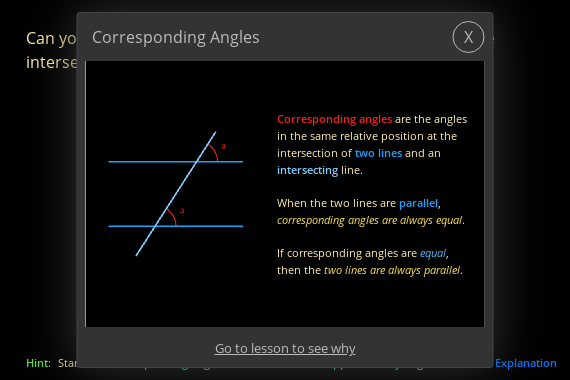 Corresponding Angles
X
Can yo
interse
Corresponding angles are the angles
in the same relative position at the
intersection of two lines and an
intersecting line.
When the two lines are parallel,
corresponding angles are always equal.
If corresponding angles are equal,
then the two lines are always parallel.
a
a
Go to lesson to see why
Hint: Star
Explanation